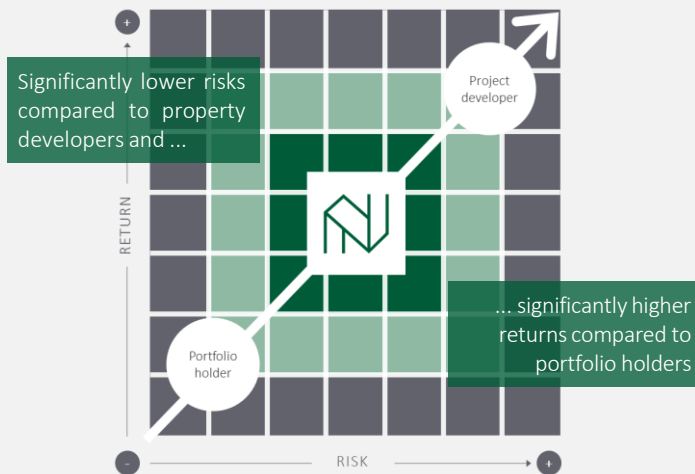 +
Significantly lower risks
compared to property
developers and ...
Project
developer
RETURN
... significantly higher
returns compared to
portfolio holders
Portfolio
holder
-
RISK
+